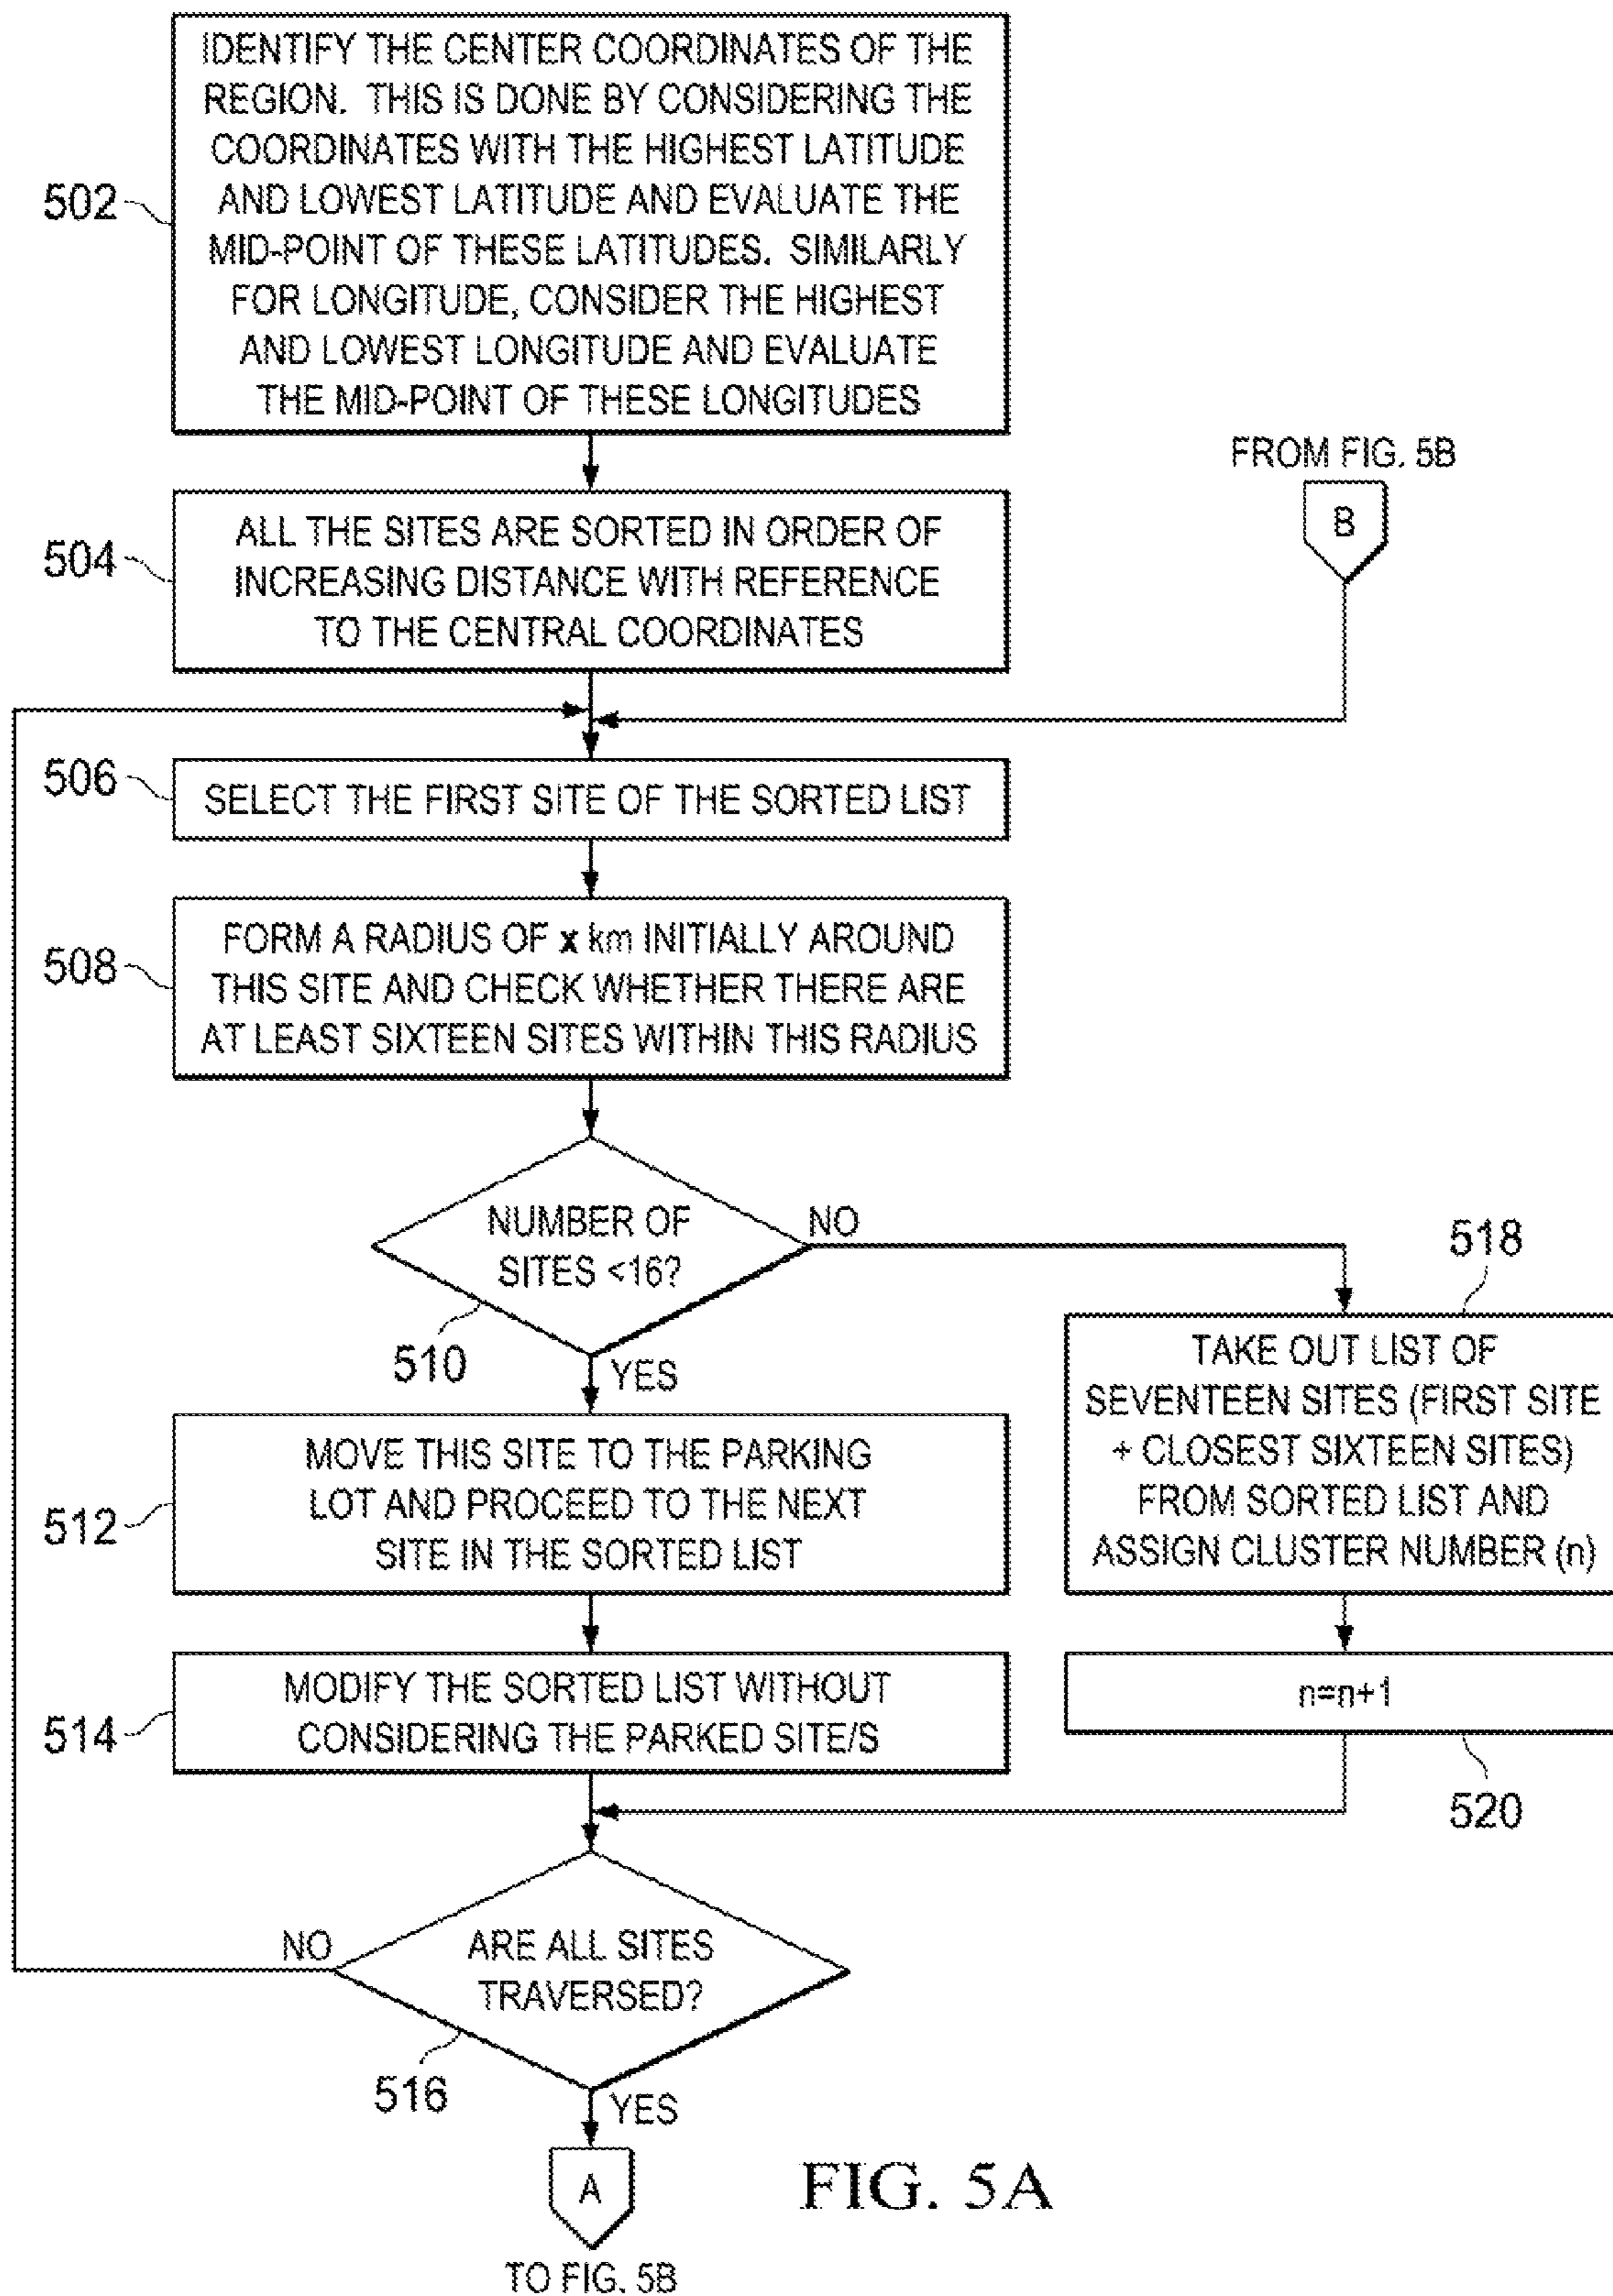 502
IDENTIFY THE CENTER COORDINATES OF THE
REGION. THIS IS DONE BY CONSIDERING THE
COORDINATES WITH THE HIGHEST LATITUDE
AND LOWEST LATITUDE AND EVALUATE THE
MID-POINT OF THESE LATITUDES. SIMILARLY
FOR LONGITUDE, CONSIDER THE HIGHEST
AND LOWEST LONGITUDE AND EVALUATE
THE MID-POINT OF THESE LONGITUDES
FROM FIG. 5B
B
504
ALL THE SITES ARE SORTED IN ORDER OF
INCREASING DISTANCE WITH REFERENCE
TO THE CENTRAL COORDINATES
506
SELECT THE FIRST SITE OF THE SORTED LIST
508
FORM A RADIUS OF x km INITIALLY AROUND
THIS SITE AND CHECK WHETHER THERE ARE
AT LEAST SIXTEEN SITES WITHIN THIS RADIUS
NUMBER OF
SITES <16?
NO
510
YES
518
TAKE OUT LIST OF
SEVENTEEN SITES (FIRST SITE
+ CLOSEST SIXTEEN SITES)
FROM SORTED LIST AND
ASSIGN CLUSTER NUMBER (n)
512
MOVE THIS SITE TO THE PARKING
LOT AND PROCEED TO THE NEXT
SITE IN THE SORTED LIST
514
MODIFY THE SORTED LIST WITHOUT
CONSIDERING THE PARKED SITE/S
n=n+1
520
NO
ARE ALL SITES
TRAVERSED?
516
YES
A
TO FIG. 5B
FIG. 5A